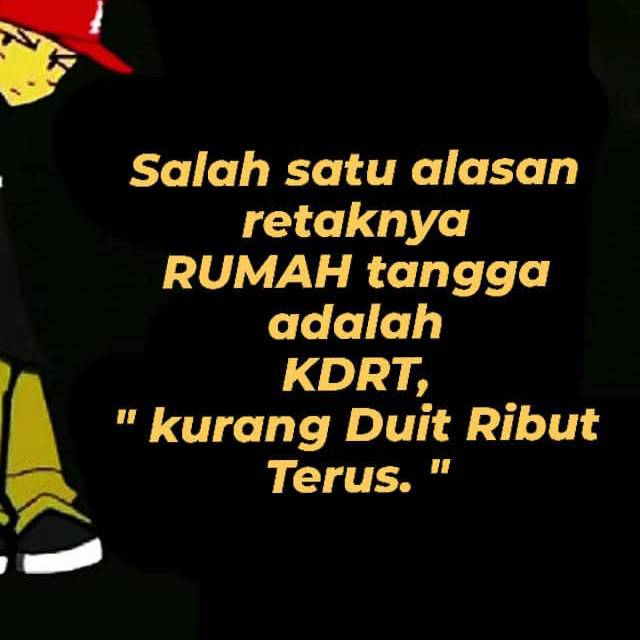 Salah satu alasan
retaknya
RUMAH tangga
adalah
KDRT,
" kurang Duit Ribut
Terus. "